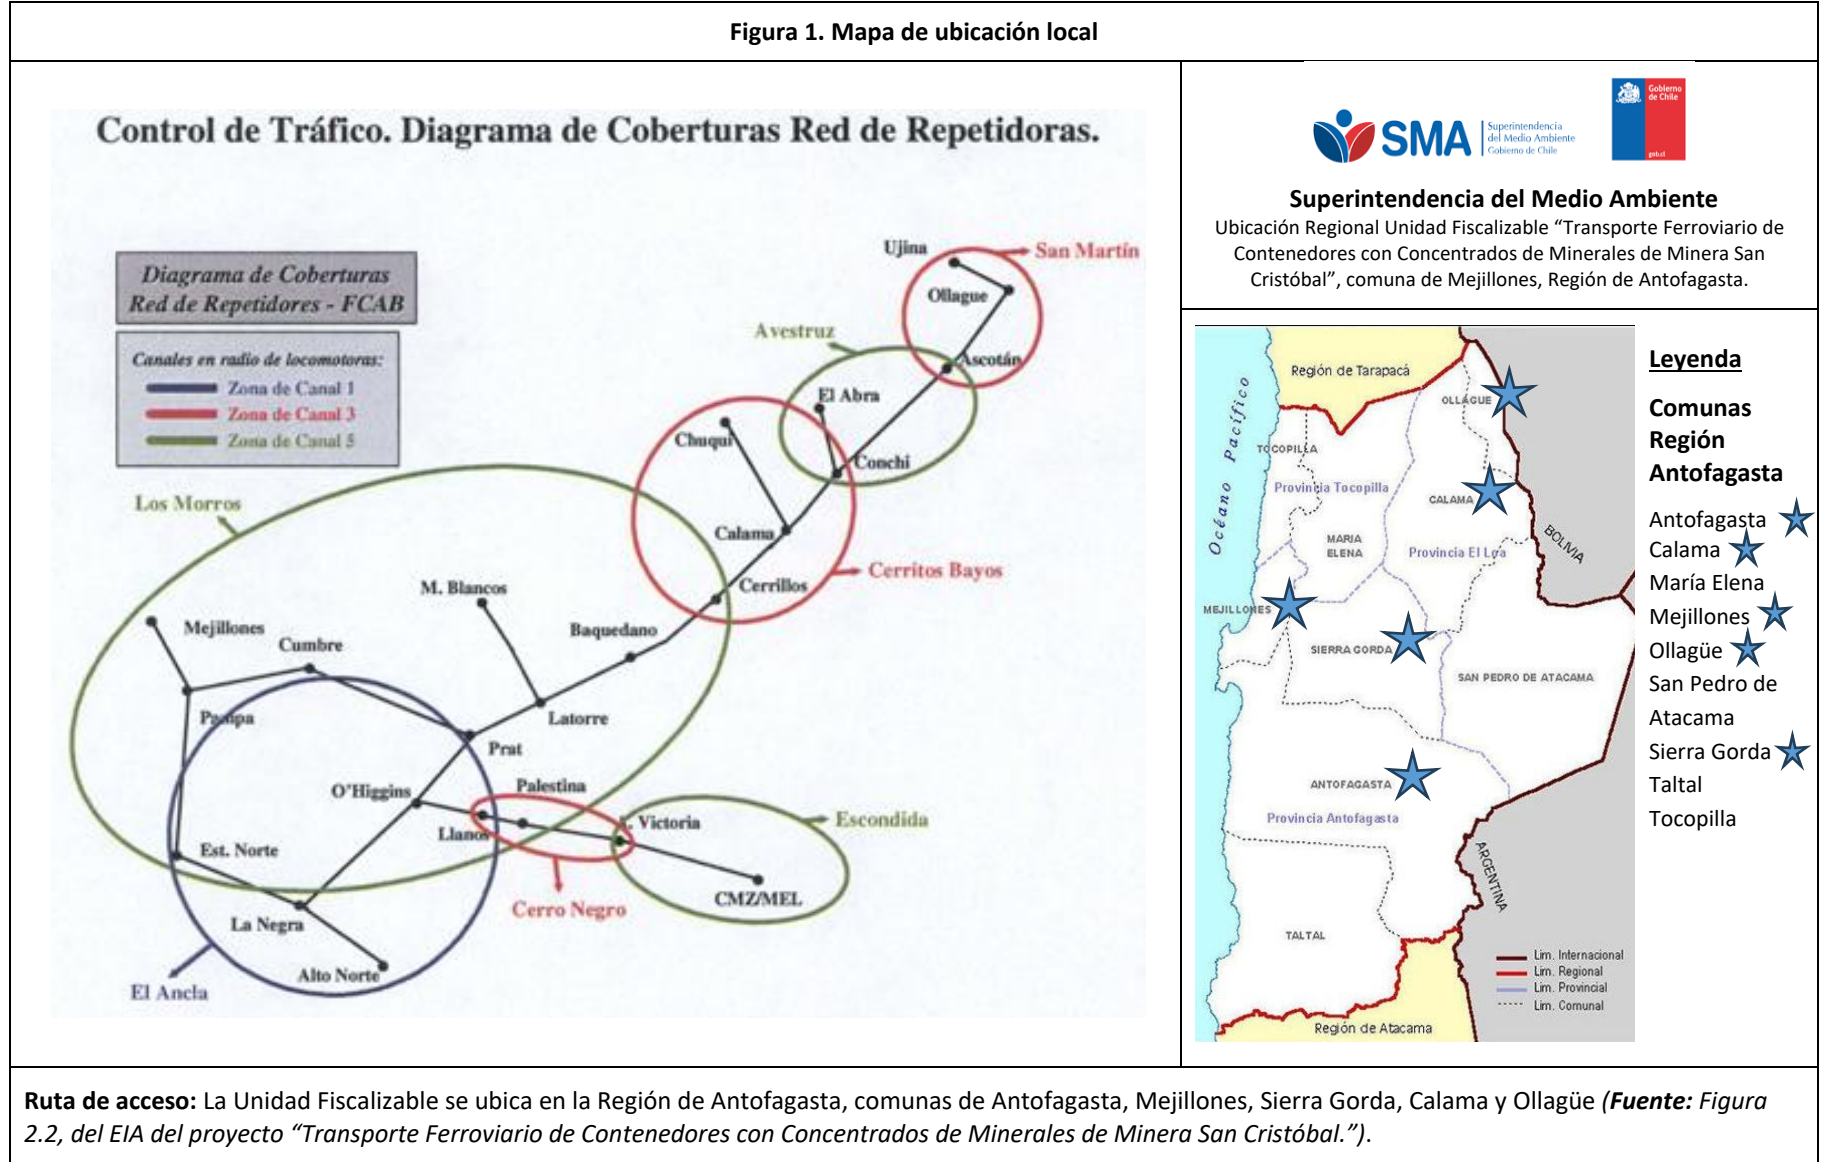 Figura 1. Mapa de ubicación local
Control de Tráfico. Diagrama de Coberturas Red de Repetidoras.
Diagrama de Coberturas
Red de Repetidores - FCAB
Canales en radio de locomotoras:
Zona de Canal 1
Zona de Canal 3
Zona de Canal 5
Ujina
San Martín
Ollague
Avestruz
Ascotán
El Abra
Chuqui
Conchi
Los Morros
Calama
Cerritos Bayos
Cerrillos
M. Blancos
Baquedano
Mejillones
Cumbre
Pampa
Latorre
Prat
O'Higgins
Palestina
Llanos
Victoria
Escondida
Est. Norte
CMZ/MEL
Cerro Negro
La Negra
Alto Norte
El Ancla
SMA
Superintendencia
del Medio Ambiente
Gobierno de Chile
Gobierno
de Chile
gob.cl
Superintendencia del Medio Ambiente
Ubicación Regional Unidad Fiscalizable “Transporte Ferroviario de
Contenedores con Concentrados de Minerales de Minera San
Cristóbal”, comuna de Mejillones, Región de Antofagasta.
Región de Tarapacá
Océano Pacífico
OLLAGUE
TOCOPILLA
Provincia Tocopilla
CALAMA
MARIA
ELENA
Provincia El Loa
BOLIVIA
MEJILLONES
SIERRA GORDA
SAN PEDRO DE ATACAMA
ANTOFAGASTA
Provincia Antofagasta
ARGENTINA
TALTAL
Lim. Internacional
Lim. Regional
Lim. Provincial
Lim. Comunal
Región de Atacama
Leyenda
Comunas
Región
Antofagasta
Antofagasta
Calama
María Elena
Mejillones
Ollagüe
San Pedro de
Atacama
Sierra Gorda
Taltal
Tocopilla
Ruta de acceso: La Unidad Fiscalizable se ubica en la Región de Antofagasta, comunas de Antofagasta, Mejillones, Sierra Gorda, Calama y Ollagüe (Fuente: Figura
2.2, del EIA del proyecto “Transporte Ferroviario de Contenedores con Concentrados de Minerales de Minera San Cristóbal.”).